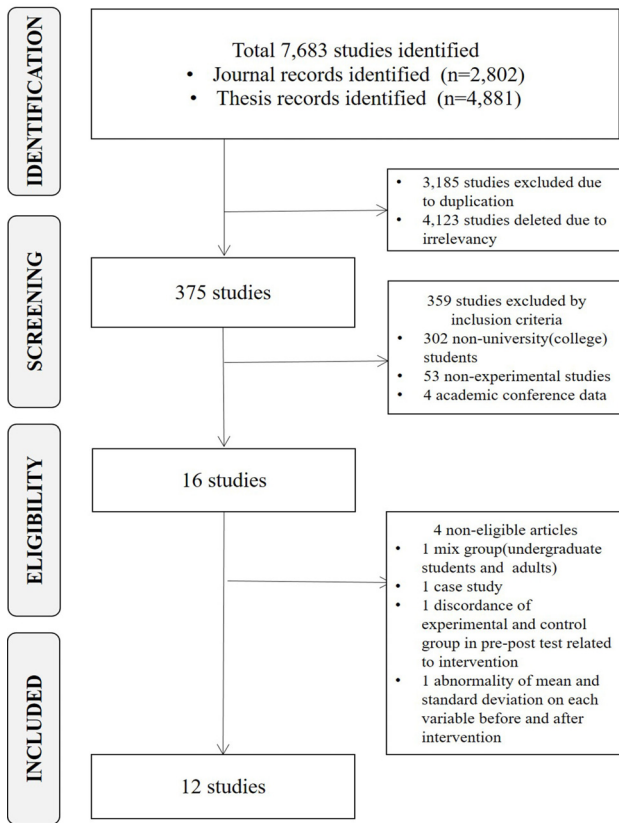 IDENTIFICATION
Total 7,683 studies identified
• Journal records identified (n=2,802)
• Thesis records identified (n=4,881)
• 3,185 studies excluded due
to duplication
• 4,123 studies deleted due to
irrelevancy
SCREENING
375 studies
359 studies excluded by
inclusion criteria
• 302 non-university(college)
students
• 53 non-experimental studies
• 4 academic conference data
ELIGIBILITY
16 studies
4 non-eligible articles
• 1 mix group(undergraduate
students and adults)
• 1 case study
• 1 discordance of
experimental and control
group in pre-post test related
to intervention
• 1 abnormality of mean and
standard deviation on each
variable before and after
intervention
INCLUDED
12 studies